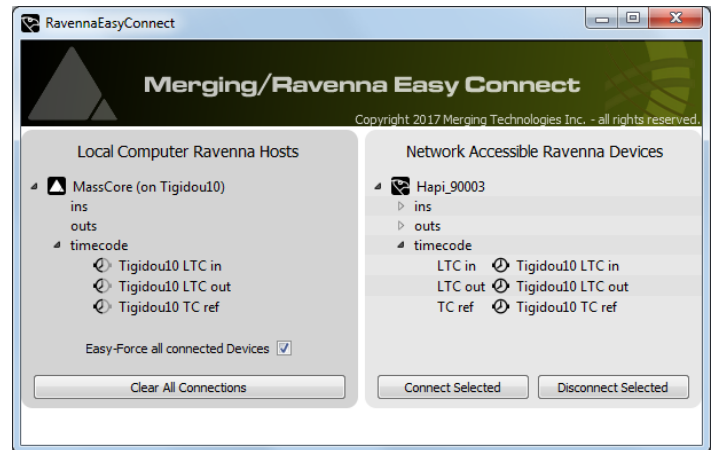 RavennaEasyConnect
Merging/Ravenna Easy Connect
Copyright 2017 Merging Technologies Inc. - all rights reserved.
Local Computer Ravenna Hosts
MassCore (on Tigidou10)
ins
outs
timecode
Tigidou10 LTC in
Tigidou10 LTC out
Tigidou10 TC ref
Easy-Force all connected Devices
Clear All Connections
Network Accessible Ravenna Devices
Hapi_90003
ins
outs
timecode
LTC in Tigidou10 LTC in
LTC out Tigidou10 LTC out
TC ref Tigidou10 TC ref
Connect Selected
Disconnect Selected